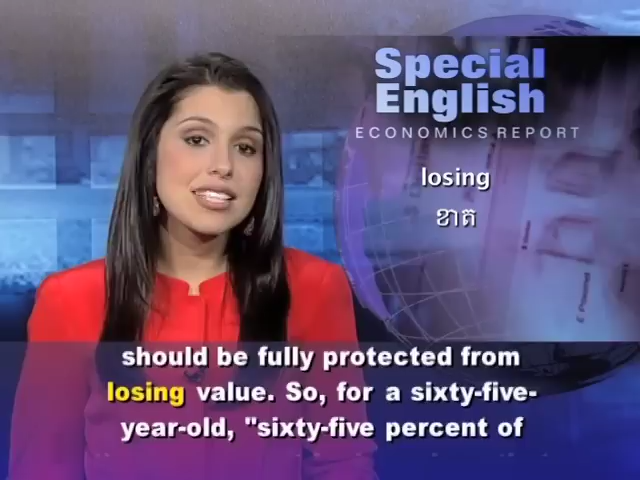 Special
English
ECONOMICS REPORT
losing
ខាត
should be fully protected from
losing value. So, for a sixty-five-
year-old, "sixty-five percent of